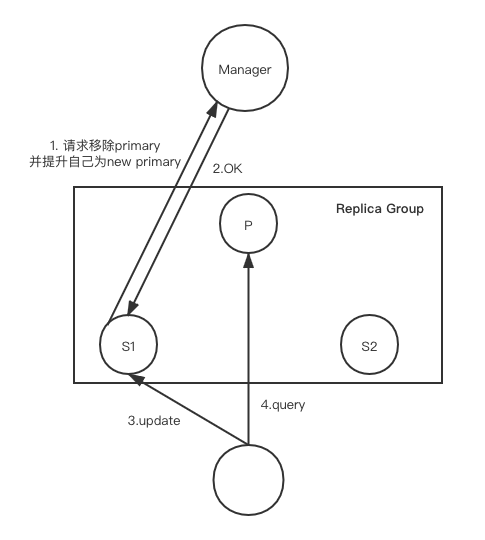 Manager
1. 请求移除primary
并提升自己为new primary
2.OK
Replica Group
P
S1
S2
3.update
4.query